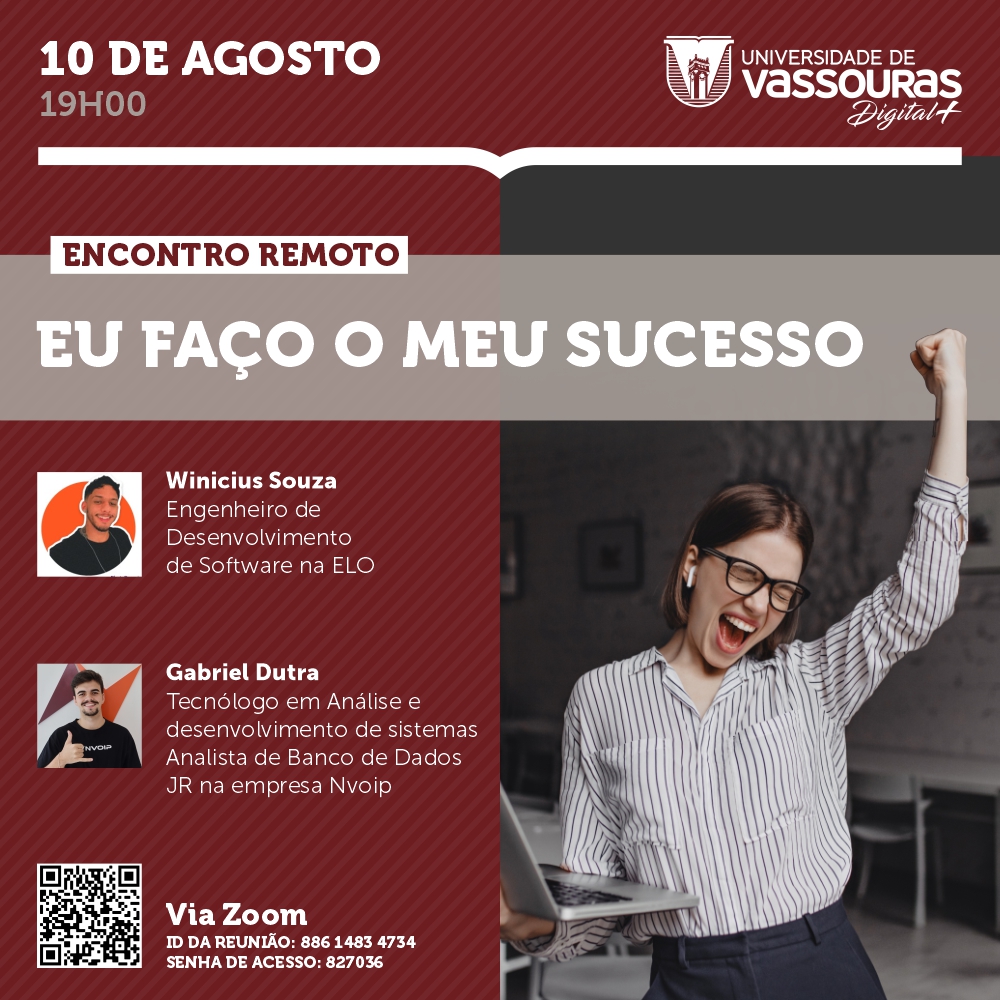 10 DE AGOSTO
19H00
UNIVERSIDADE DE
VASSOURAS
Digital+
ENCONTRO REMOTO
EU FAÇO O MEU SUCESSO
Winicius Souza
Engenheiro de
Desenvolvimento
de Software na ELO
Gabriel Dutra
Tecnólogo em Análise e
desenvolvimento de sistemas
Analista de Banco de Dados
JR na empresa Nvoip
NVOIP
Via Zoom
ID DA REUNIÃO: 886 1483 4734
SENHA DE ACESSO: 827036